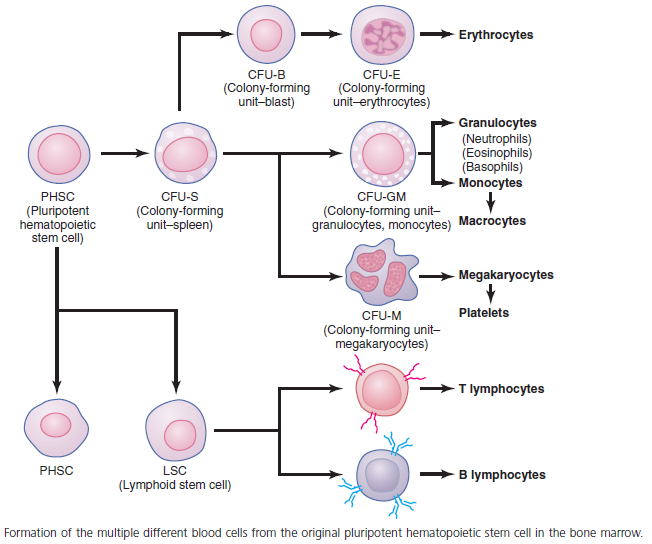 CFU-B
(Colony-forming
unit–blast)
CFU-E
(Colony-forming
unit–erythrocytes)
Erythrocytes
PHSC
(Pluripotent
hematopoietic
stem cell)
CFU-S
(Colony-forming
unit–spleen)
CFU-GM
(Colony-forming unit–
granulocytes, monocytes)
Granulocytes
(Neutrophils)
(Eosinophils)
(Basophils)
Monocytes
Macrocytes
CFU-M
(Colony-forming unit–
megakaryocytes)
Megakaryocytes
Platelets
PHSC
LSC
(Lymphoid stem cell)
T lymphocytes
B lymphocytes
Formation of the multiple different blood cells from the original pluripotent hematopoietic stem cell in the bone marrow.